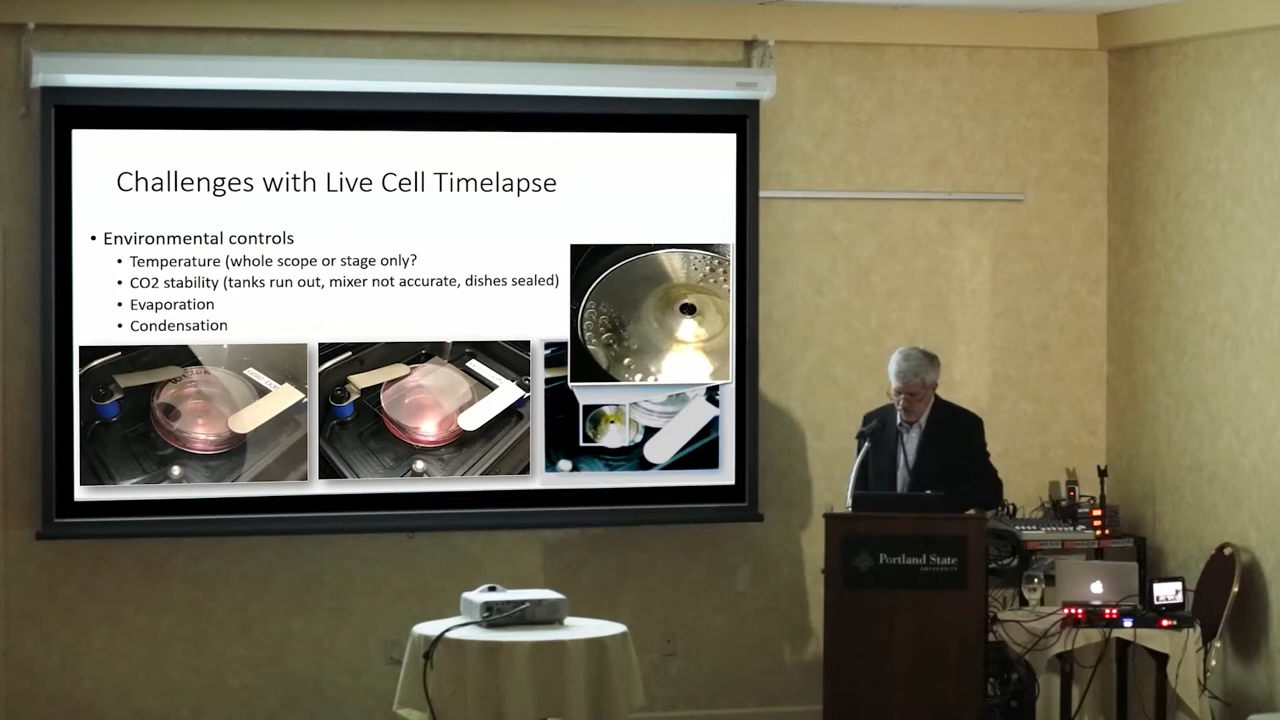 Challenges with Live Cell Timelapse
• Environmental controls
• Temperature (whole scope or stage only?
• CO2 stability (tanks run out, mixer not accurate, dishes sealed)
• Evaporation
• Condensation
Portland State
UNIVERSITY